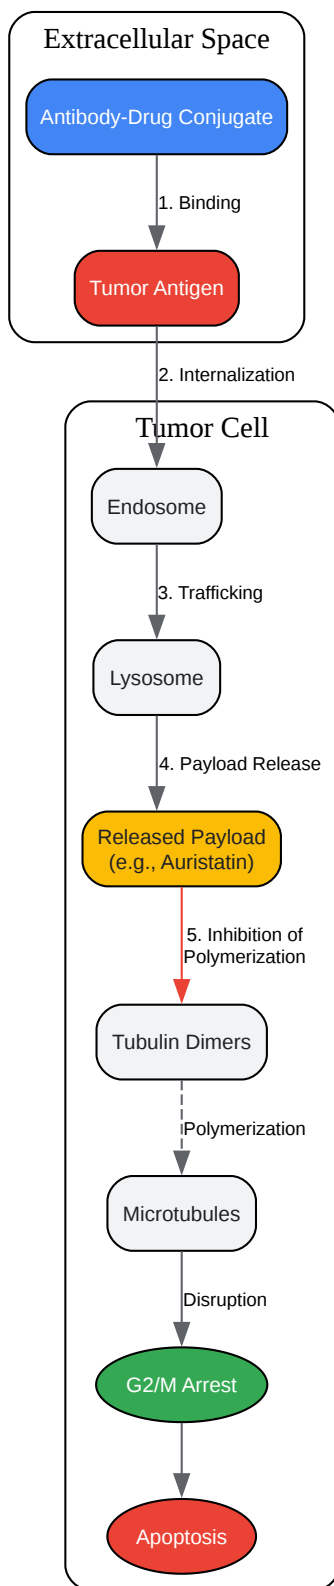 Extracellular Space
Antibody-Drug Conjugate
1. Binding
Tumor Antigen
2. Internalization
Tumor Cell
Endosome
3. Trafficking
Lysosome
4. Payload Release
Released Payload
(e.g., Auristatin)
5. Inhibition of
Polymerization
Tubulin Dimers
Polymerization
Microtubules
Disruption
G2/M Arrest
Apoptosis